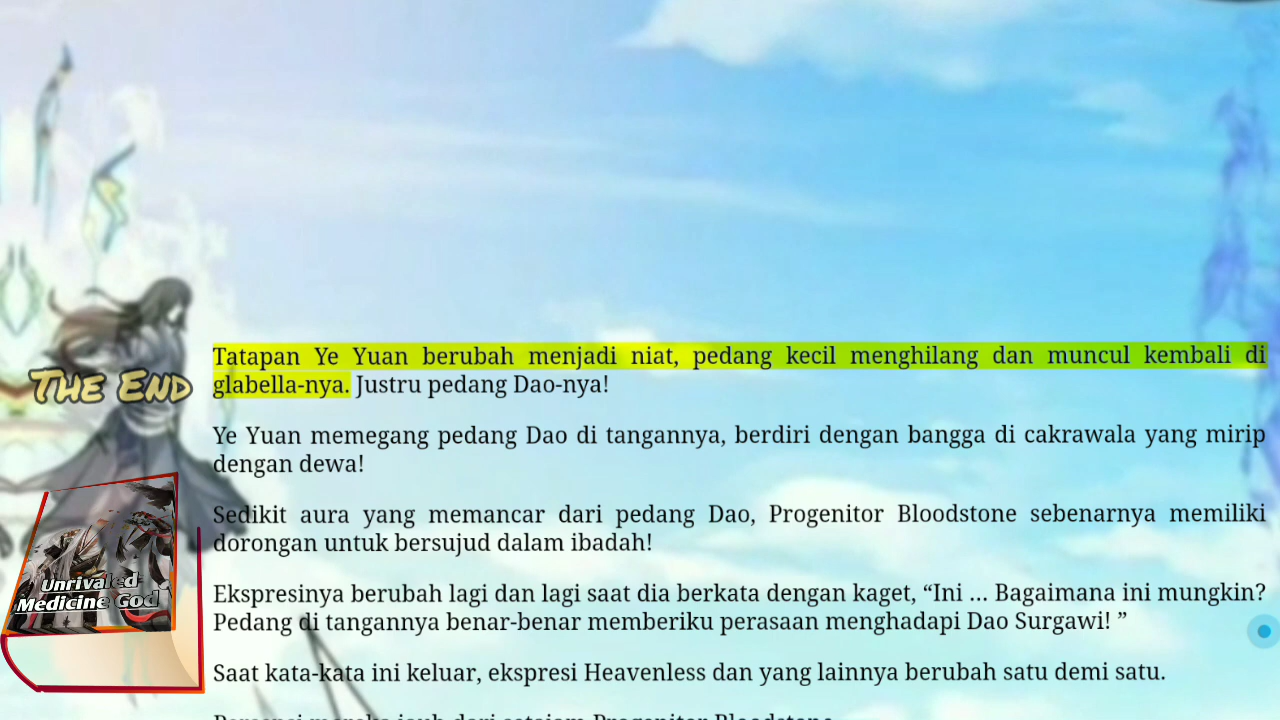 Tatapan Ye Yuan berubah menjadi niat, pedang kecil menghilang dan muncul kembali di
glabella-nya. Justru pedang Dao-nya!
THE END
Ye Yuan memegang pedang Dao di tangannya, berdiri dengan bangga di cakrawala yang mirip
dengan dewa!
Sedikit aura yang memancar dari pedang Dao, Progenitor Bloodstone sebenarnya memiliki
dorongan untuk bersujud dalam ibadah!
Unrivaled
Medicine God
Ekspresinya berubah lagi dan lagi saat dia berkata dengan kaget, “Ini ... Bagaimana ini mungkin?
Pedang di tangannya benar-benar memberiku perasaan menghadapi Dao Surgawi! ”
Saat kata-kata ini keluar, ekspresi Heavenless dan yang lainnya berubah satu demi satu.